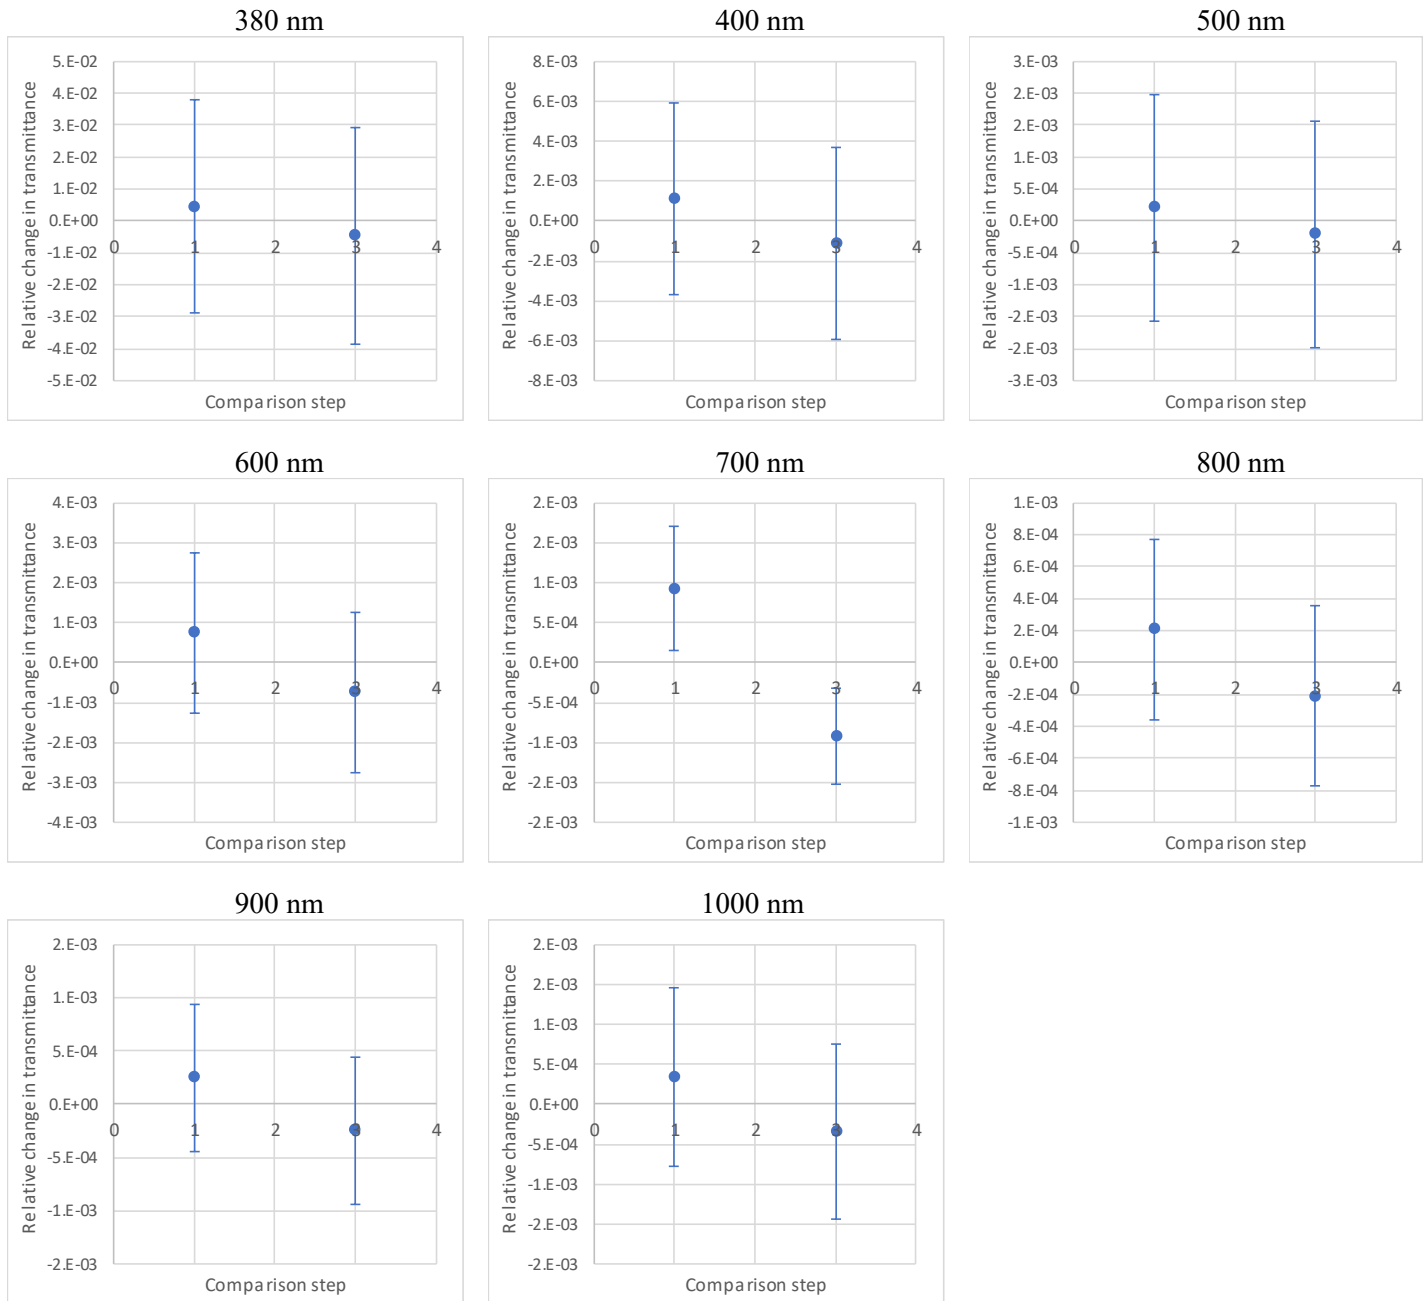 380 nm
Relative change in transmittance
5.E-02
4.E-02
3.E-02
2.E-02
1.E-02
0.E+00
-1.E-02
-2.E-02
-3.E-02
-4.E-02
-5.E-02
0 1 2 3 4
Comparison step
400 nm
Relative change in transmittance
8.E-03
6.E-03
4.E-03
2.E-03
0.E+00
-2.E-03
-4.E-03
-6.E-03
-8.E-03
0 1 2 3 4
Comparison step
500 nm
Relative change in transmittance
3.E-03
2.E-03
2.E-03
1.E-03
5.E-04
0.E+00
-5.E-04
-1.E-03
-2.E-03
-2.E-03
-3.E-03
0 1 2 3 4
Comparison step
600 nm
Relative change in transmittance
4.E-03
3.E-03
2.E-03
1.E-03
0.E+00
-1.E-03
-2.E-03
-3.E-03
-4.E-03
0 1 2 3 4
Comparison step
700 nm
Relative change in transmittance
2.E-03
2.E-03
1.E-03
5.E-04
0.E+00
-5.E-04
-1.E-03
-2.E-03
-2.E-03
0 1 2 3 4
Comparison step
800 nm
Relative change in transmittance
1.E-03
8.E-04
6.E-04
4.E-04
2.E-04
0.E+00
-2.E-04
-4.E-04
-6.E-04
-8.E-04
-1.E-03
0 1 2 3 4
Comparison step
900 nm
Relative change in transmittance
2.E-03
1.E-03
5.E-04
0.E+00
-5.E-04
-1.E-03
-2.E-03
0 1 2 3 4
Comparison step
1000 nm
Relative change in transmittance
2.E-03
2.E-03
1.E-03
5.E-04
0.E+00
-5.E-04
-1.E-03
-2.E-03
-2.E-03
0 1 2 3 4
Comparison step